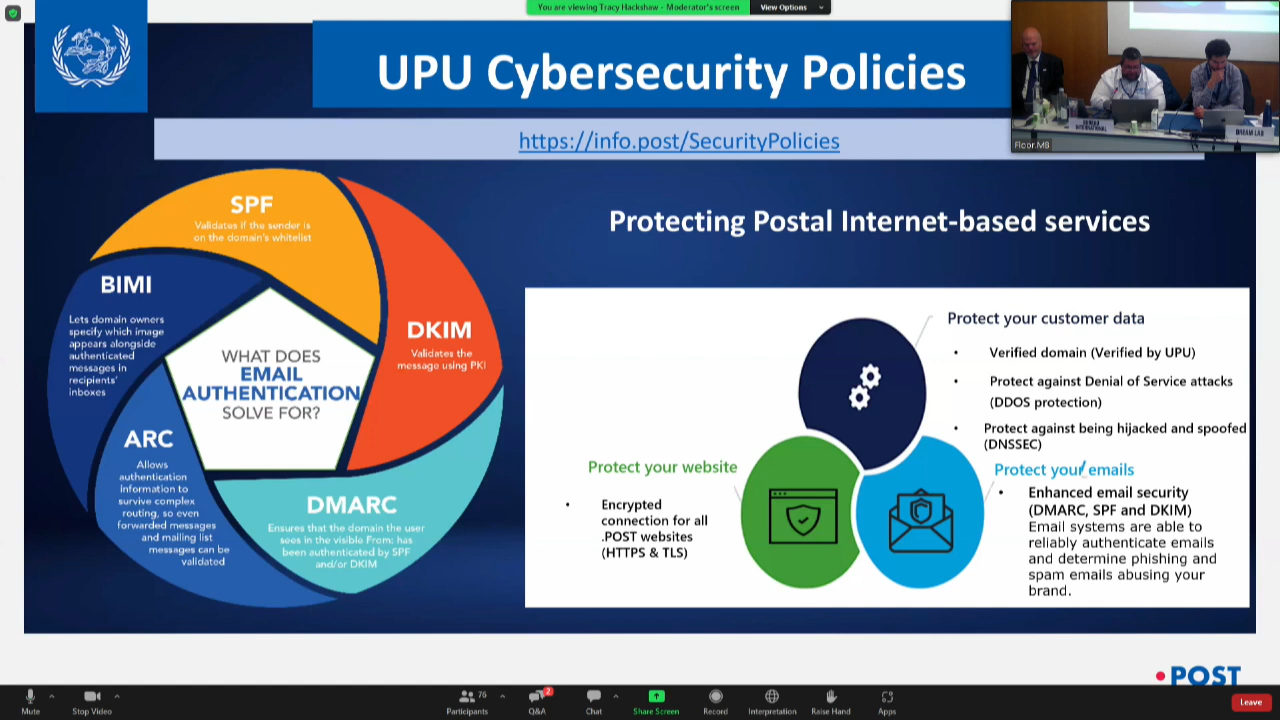 You are viewing Tracy Hackshaw - Moderator's screen
View Options
UPU Cybersecurity Policies
https://info.post/SecurityPolicies
Floor.MB
INTERNATIONAL
DREAM LAB
SPF
Validates if the sender is
on the domain's whitelist
BIMI
Lets domain owners
specify which image
appears alongside
authenticated
messages in
recipients'
inboxes
DKIM
Validates the
message using PKI
WHAT DOES
EMAIL
AUTHENTICATION
SOLVE FOR?
ARC
Allows
authentication
information to
survive complex
routing, so even
forwarded messages
and mailing list
messages can be
validated
DMARC
Ensures that the domain the user
sees in the visible From: has
been authenticated by SPF
and/or DKIM
Protecting Postal Internet-based services
Protect your customer data
• Verified domain (Verified by UPU)
• Protect against Denial of Service attacks
(DDOS protection)
• Protect against being hijacked and spoofed
(DNSSEC)
Protect your website
• Encrypted
connection for all
.POST websites
(HTTPS & TLS)
Protect your emails
• Enhanced email security
(DMARC, SPF and DKIM)
Email systems are able to
reliably authenticate emails
and determine phishing and
spam emails abusing your
brand.
•POST
Mute
Stop Video
76
Participants
2
Q&A
Chat
Share Screen
Record
Interpretation
Raise Hand
Apps
Leave